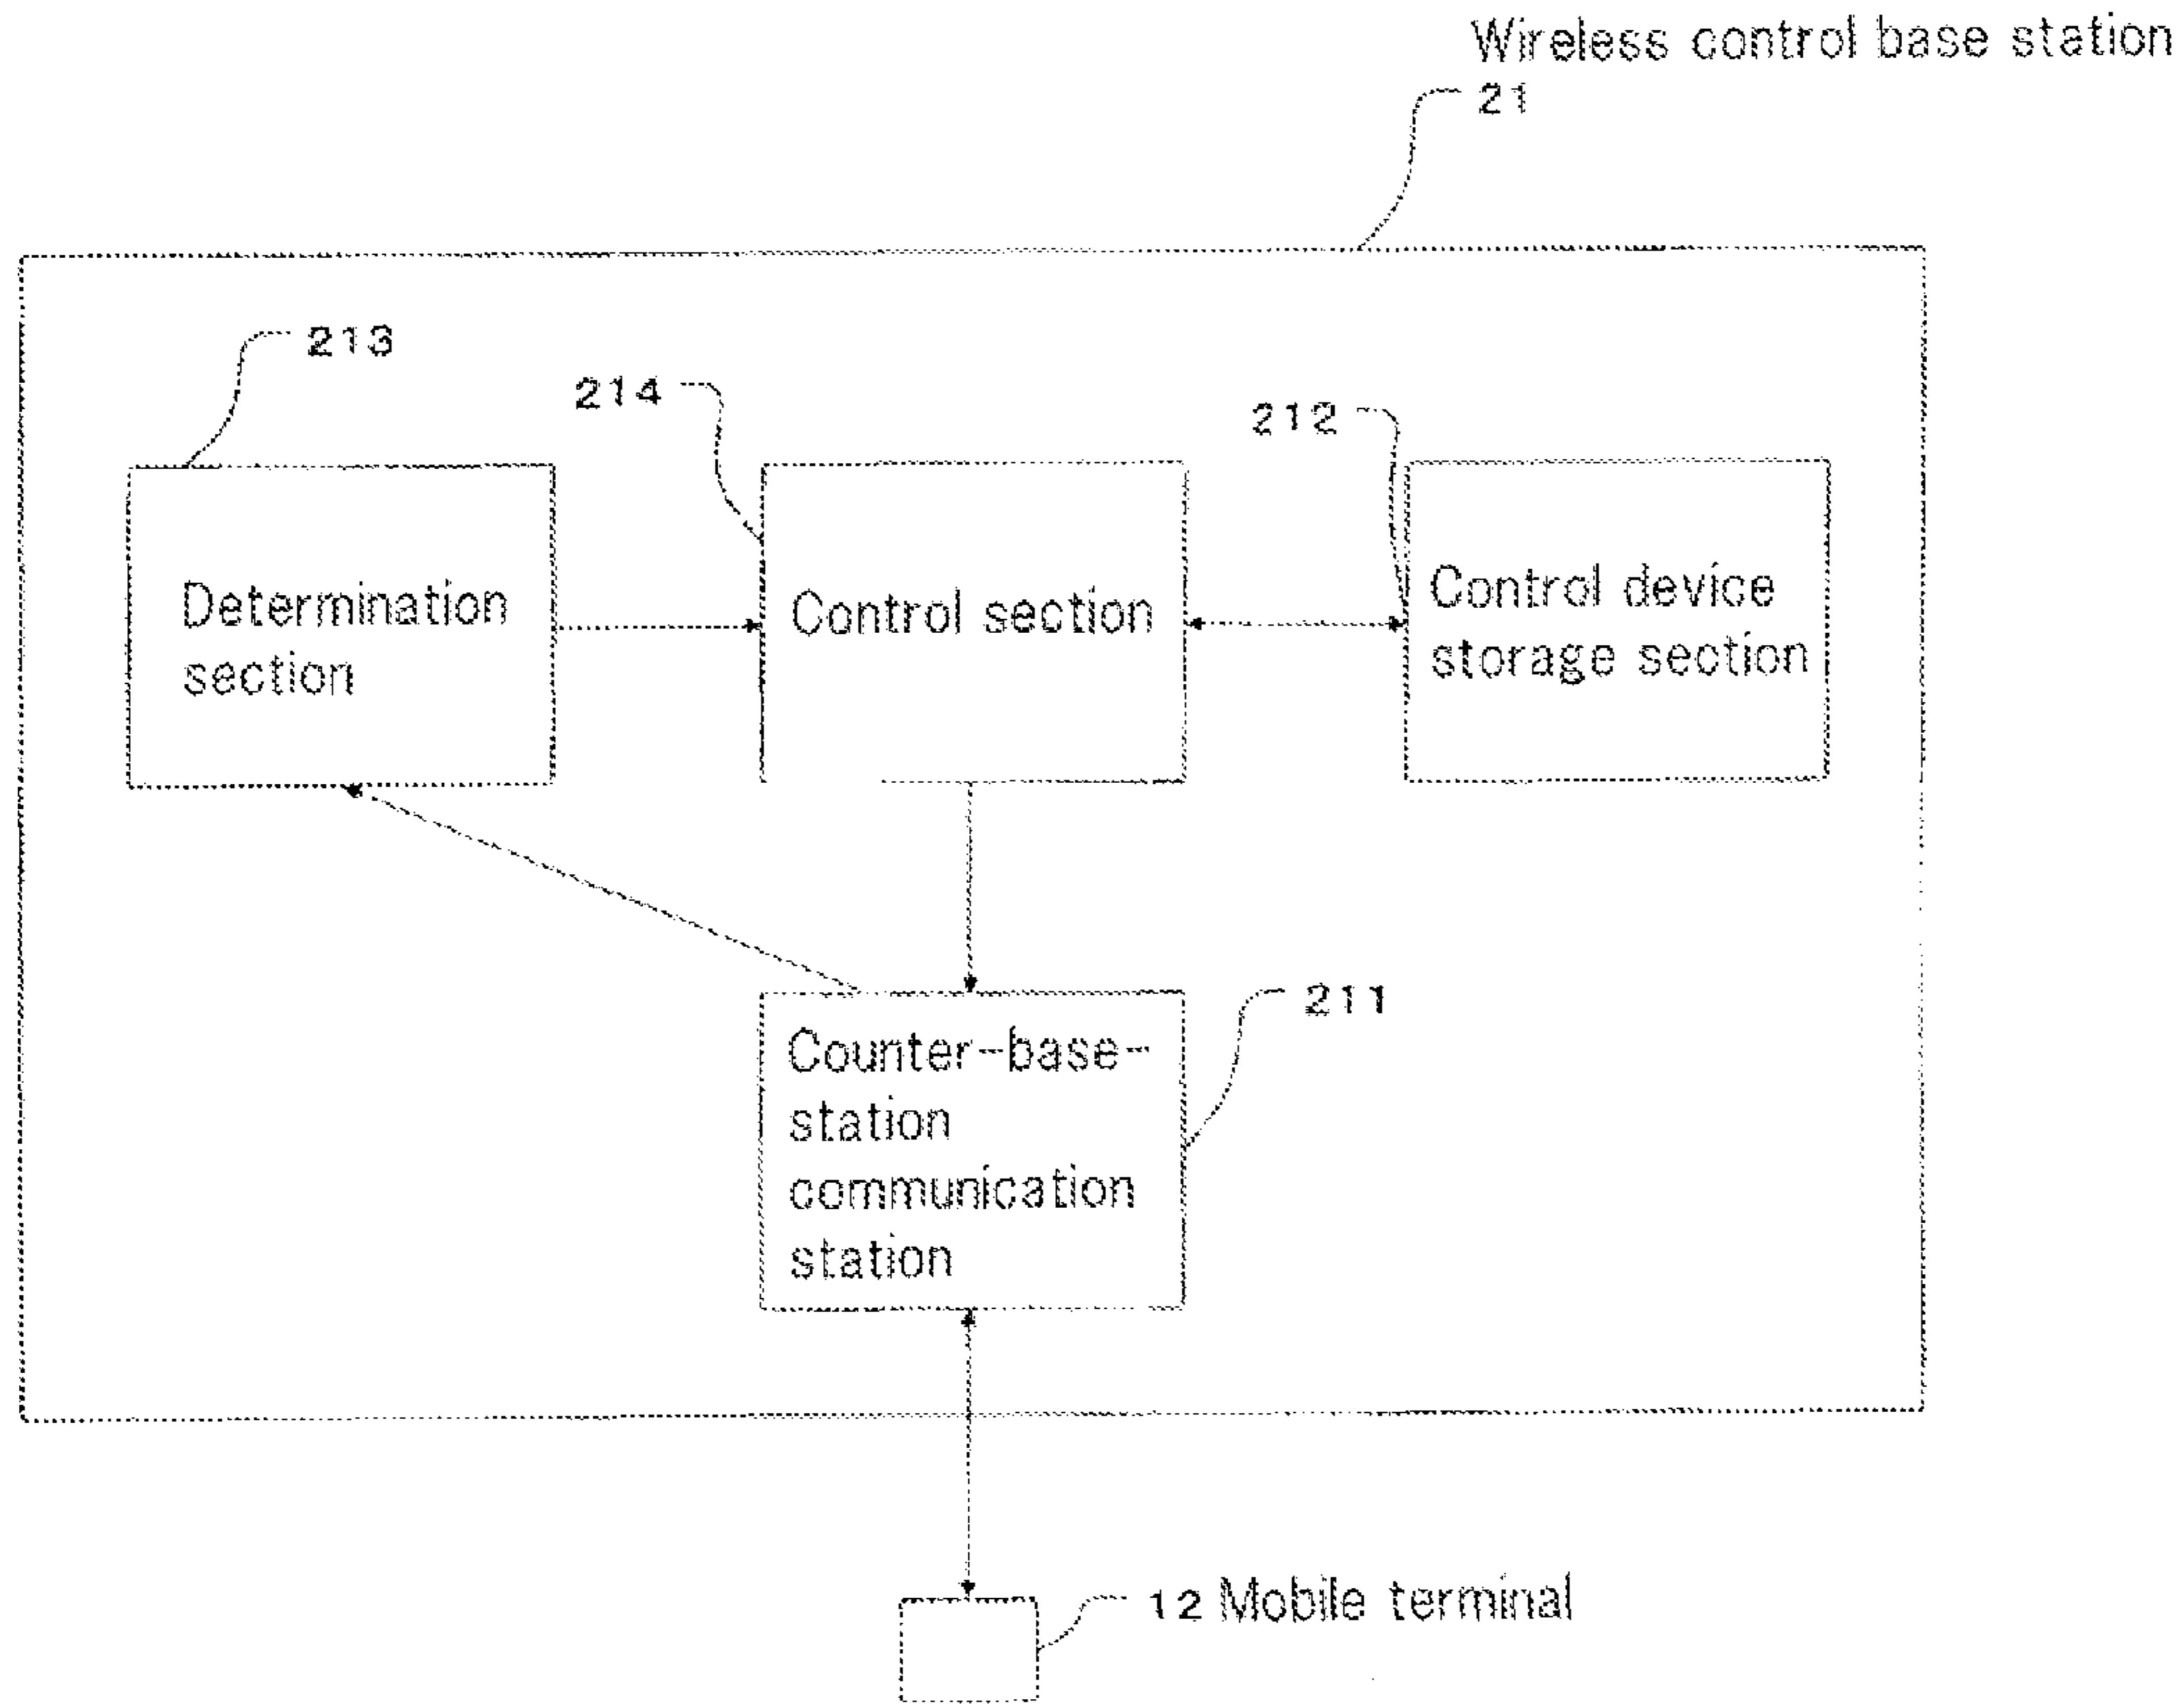 Wireless control base station
21
213
214
212
Determination
section
Control section
Control device
storage section
211
Counter-base-
station
communication
station
12 Mobile terminal